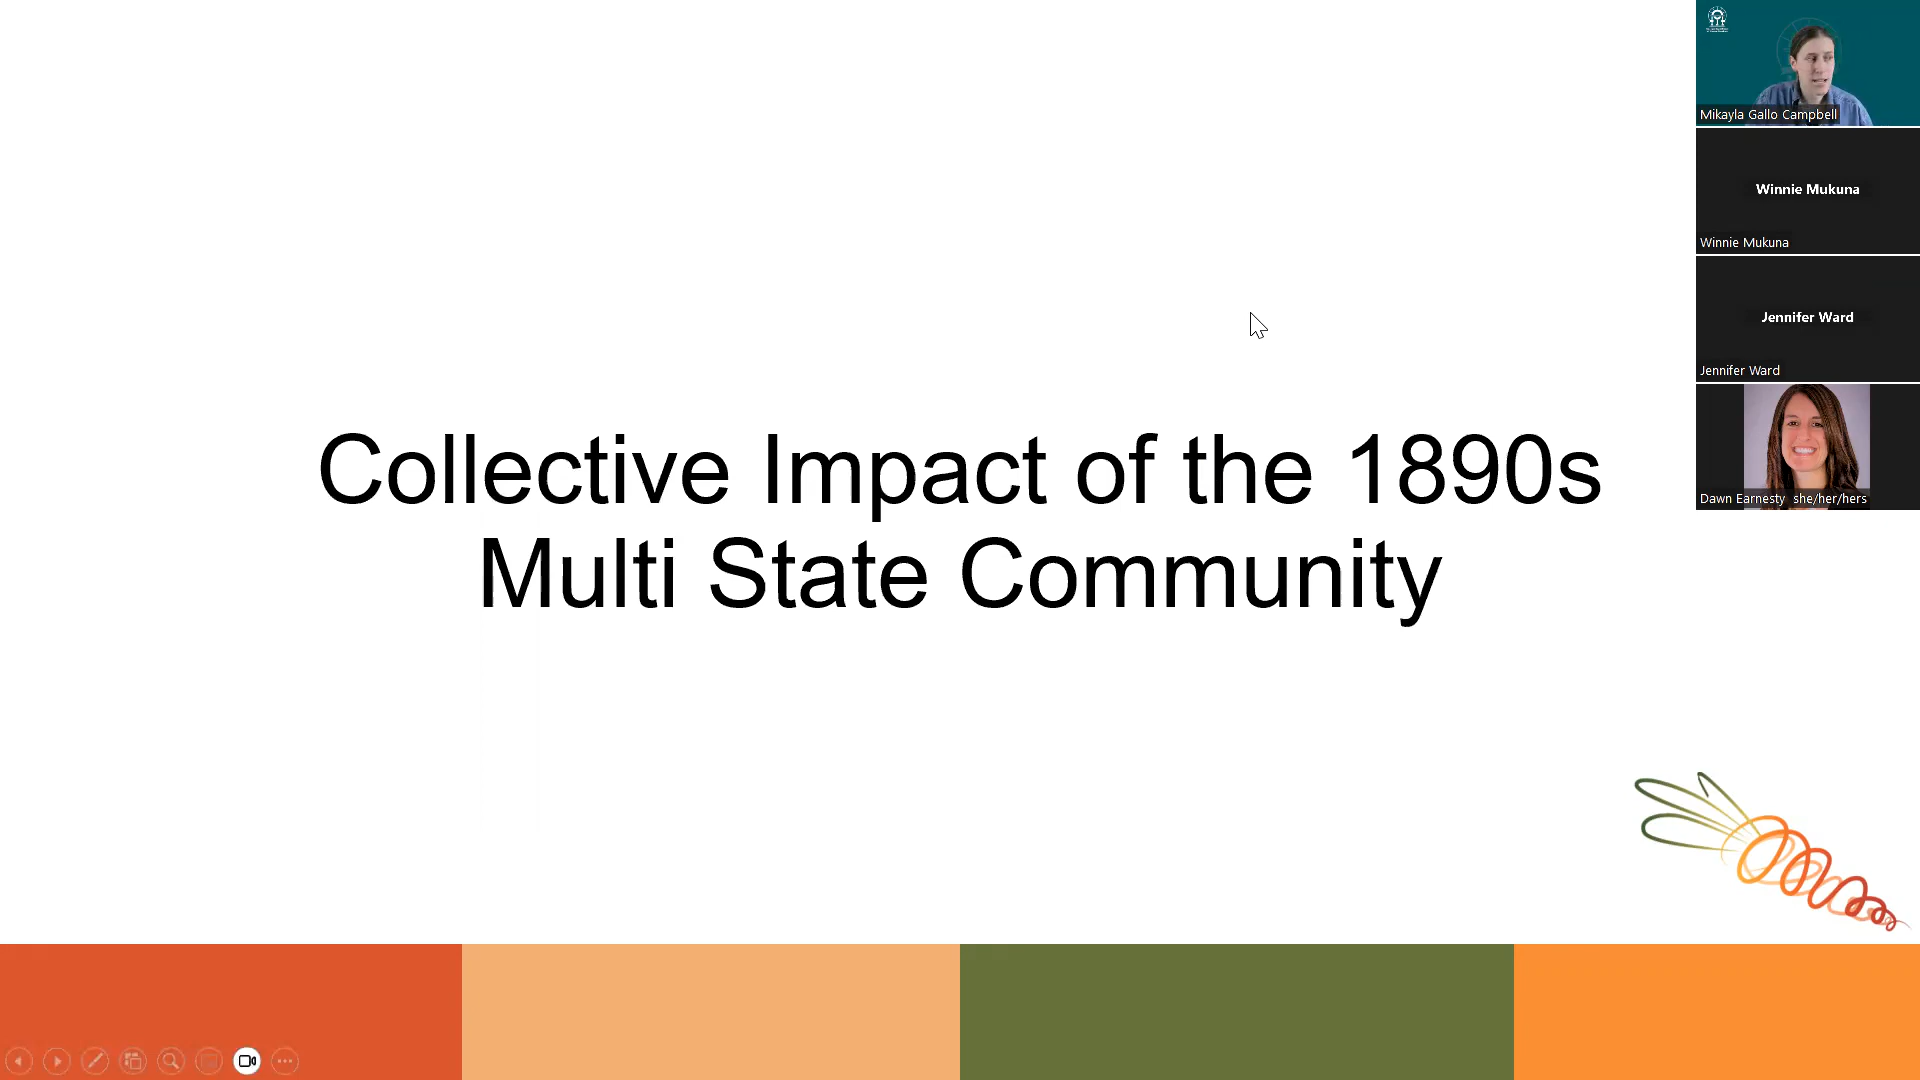 Collective Impact of the 1890s
Multi State Community
Mikayla Gallo Campbell
Winnie Mukuna
Winnie Mukuna
Jennifer Ward
Jennifer Ward
Dawn Earnesty she/her/hers